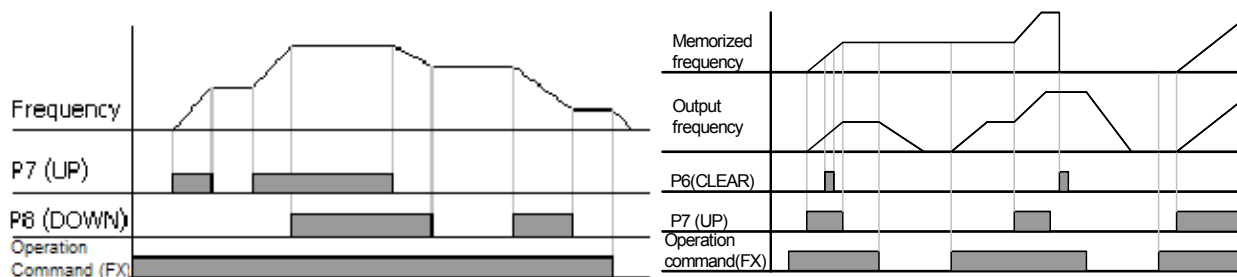 Frequency
P7 (UP)
P8 (DOWN)
Operation
Command (FX)
Memorized
frequency
Output
frequency
P6(CLEAR)
P7 (UP)
Operation
command(FX)